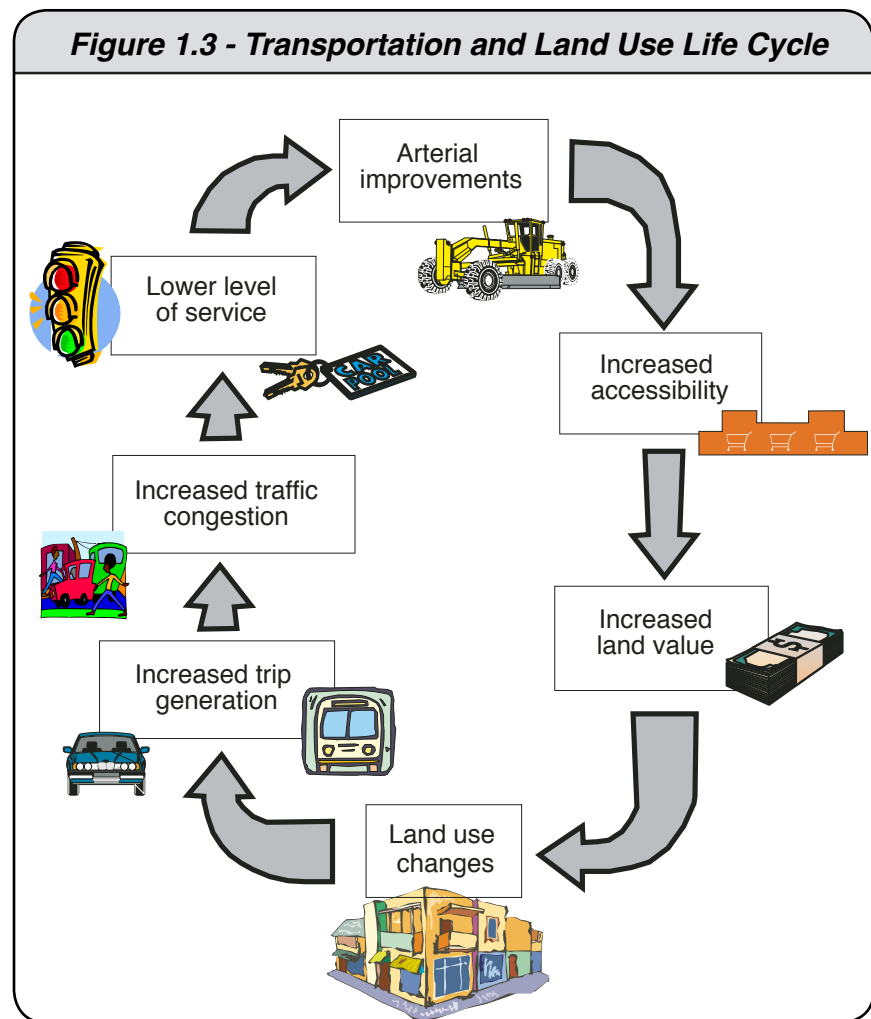 Figure 1.3 - Transportation and Land Use Life Cycle
Arterial
improvements
Increased
accessibility
Increased
land value
Land use
changes
Increased trip
generation
Increased traffic
congestion
Lower level
of service
CAR
POOL
$